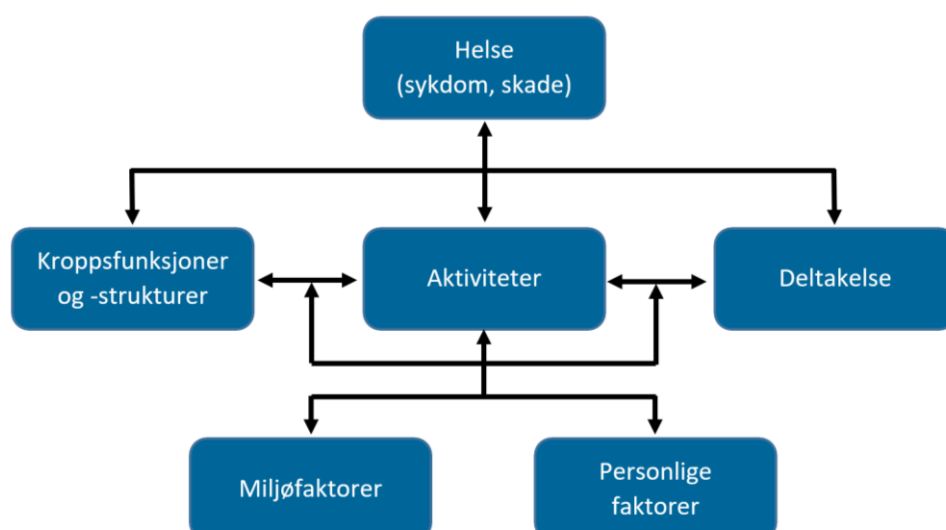 Helse
(sykdom, skade)
Kroppsfunksjoner
og -strukturer
Aktiviteter
Deltakelse
Miljøfaktorer
Personlige
faktorer